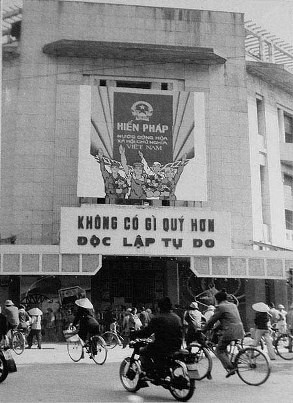 HIẾN PHÁP
NƯỚC CỘNG HÒA
XÃ HỘI CHỦ NGHĨA
VIỆT NAM
KHÔNG CÓ GÌ QUÝ HƠN
ĐỘC LẬP TỰ DO